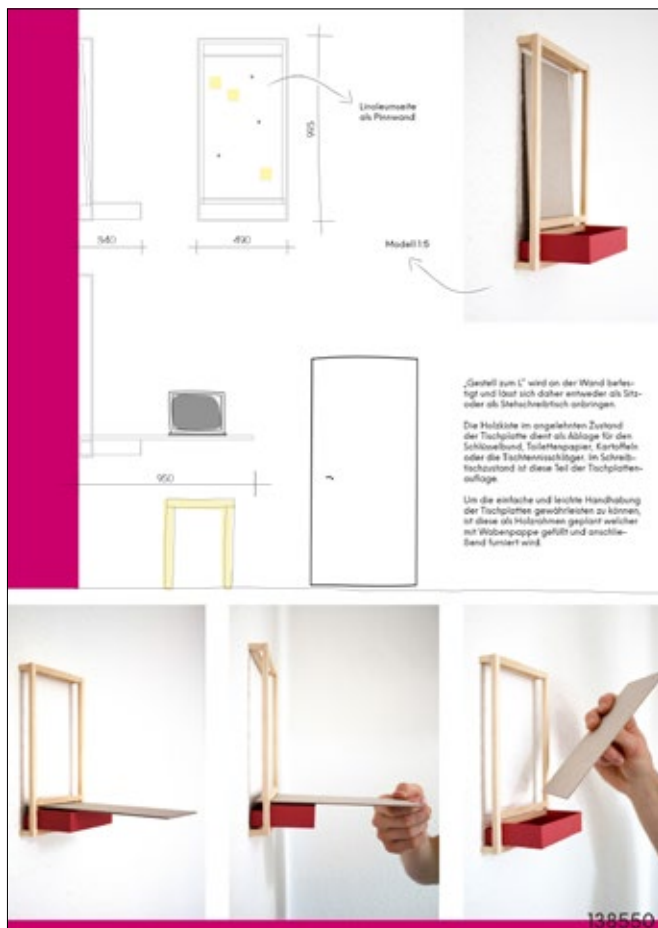 Linoleumseite
als Pinnwand
995
540
490
Modell 1:5
„Gestell zum L“ wird an der Wand befes-
tigt und lässt sich daher entweder als Sitz-
oder als Stehschreibtisch anbringen.
Die Holzkiste im angelehnten Zustand
der Tischplatte dient als Ablage für den
Schlüsselbund, Toilettenpapier, Kartoffeln
oder die Tischtennisschläger. Im Schreib-
tischzustand ist diese Teil der Tischplatten-
auflage.
950
Um die einfache und leichte Handhabung
der Tischplatten gewährleisten zu können,
ist diese als Holzrahmen geplant welcher
mit Wabenpappe gefüllt und anschlie-
ßend furniert wird.
138550